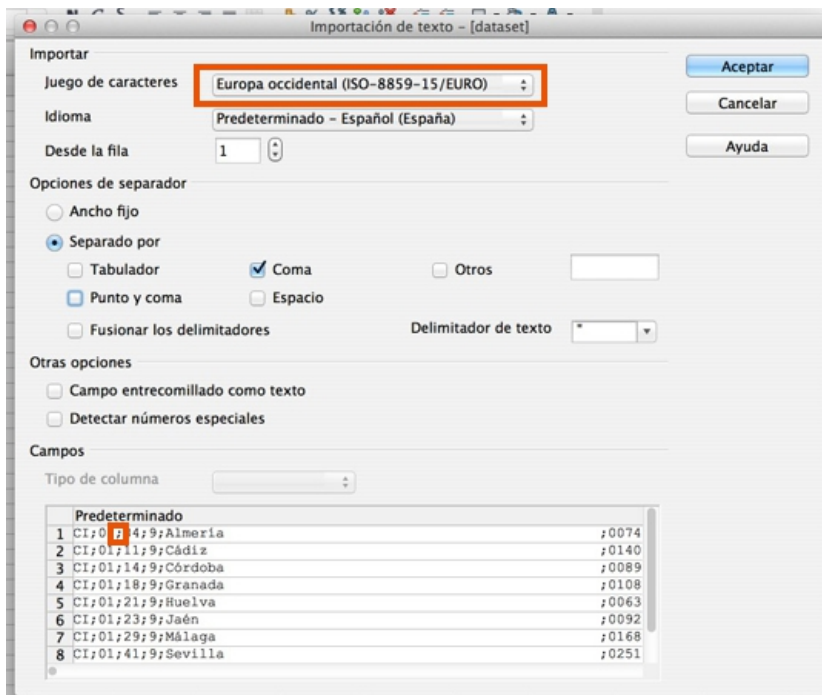 Importación de texto – [dataset]
Importar
Juego de caracteres Europa occidental (ISO-8859-15/EURO)
Idioma Predeterminado – Español (España)
Desde la fila 1
Aceptar
Cancelar
Ayuda
Opciones de separador
Ancho fijo
Separado por
Tabulador Coma Otros
Punto y coma Espacio
Fusionar los delimitadores Delimitador de texto "
Otras opciones
Campo entrecomillado como texto
Detectar números especiales
Campos
Tipo de columna
Predeterminado
1 CI;0 ; 4;9;Almería ;0074
2 CI;01;11;9;Cádiz ;0140
3 CI;01;14;9;Córdoba ;0089
4 CI;01;18;9;Granada ;0108
5 CI;01;21;9;Huelva ;0063
6 CI;01;23;9;Jaén ;0092
7 CI;01;29;9;Málaga ;0168
8 CI;01;41;9;Sevilla ;0251